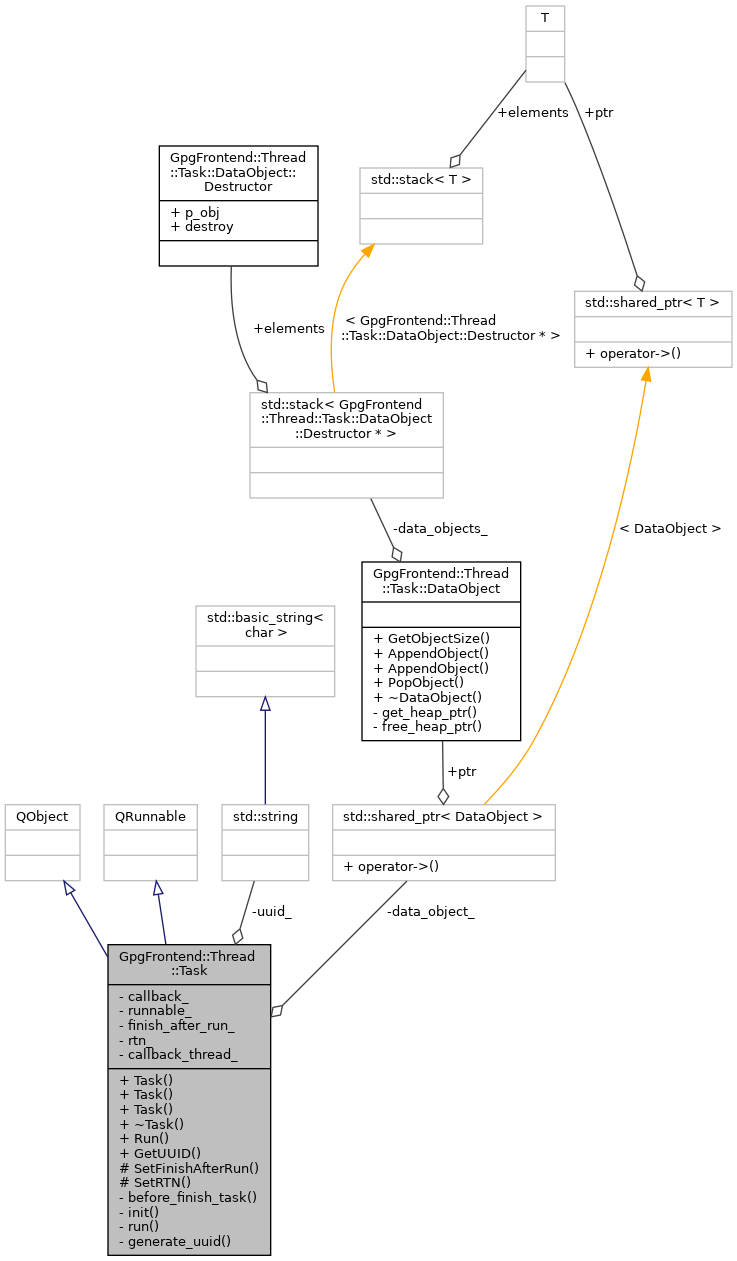 T
+elements
+ptr
GpgFrontend::Thread
::Task::DataObject::
Destructor
+ p_obj
+ destroy
std::stack< T >
std::shared_ptr< T >
+ operator->()
+elements
< GpgFrontend::Thread
::Task::DataObject::Destructor * >
std::stack< GpgFrontend
::Thread::Task::DataObject
::Destructor * >
-data_objects_
< DataObject >
GpgFrontend::Thread
::Task::DataObject
+ GetObjectSize()
+ AppendObject()
+ AppendObject()
+ PopObject()
+ ~DataObject()
- get_heap_ptr()
- free_heap_ptr()
std::basic_string<
char >
+ptr
QObject
QRunnable
std::string
std::shared_ptr< DataObject >
+ operator->()
-uuid_
-data_object_
GpgFrontend::Thread
::Task
- callback_
- runnable_
- finish_after_run_
- rtn_
- callback_thread_
+ Task()
+ Task()
+ Task()
+ ~Task()
+ Run()
+ GetUUID()
# SetFinishAfterRun()
# SetRTN()
- before_finish_task()
- init()
- run()
- generate_uuid()